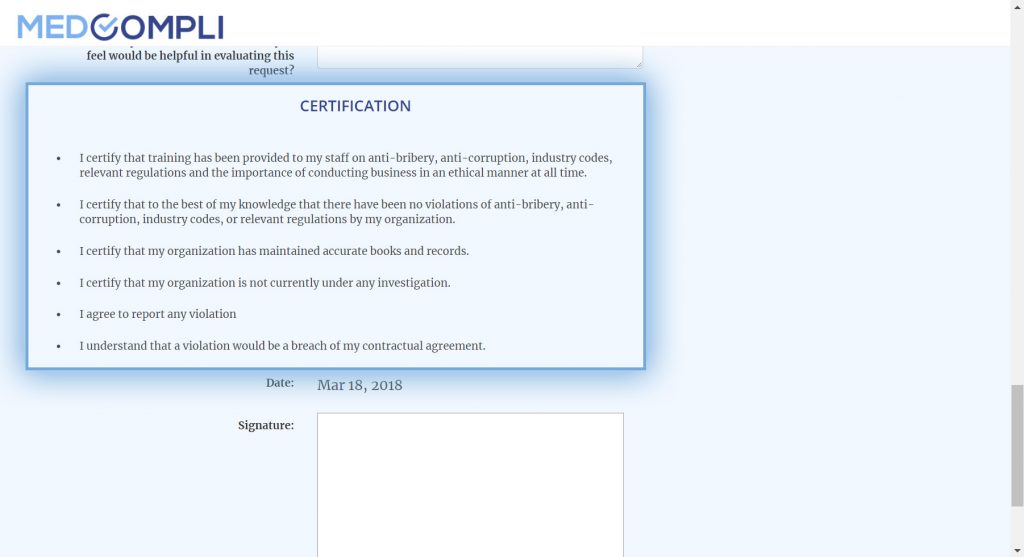 MEDCOMPLI
feel would be helpful in evaluating this
request?
CERTIFICATION
• I certify that training has been provided to my staff on anti-bribery, anti-corruption, industry codes,
relevant regulations and the importance of conducting business in an ethical manner at all time.
• I certify that to the best of my knowledge that there have been no violations of anti-bribery, anti-
corruption, industry codes, or relevant regulations by my organization.
• I certify that my organization has maintained accurate books and records.
• I certify that my organization is not currently under any investigation.
• I agree to report any violation
• I understand that a violation would be a breach of my contractual agreement.
Date: Mar 18, 2018
Signature: